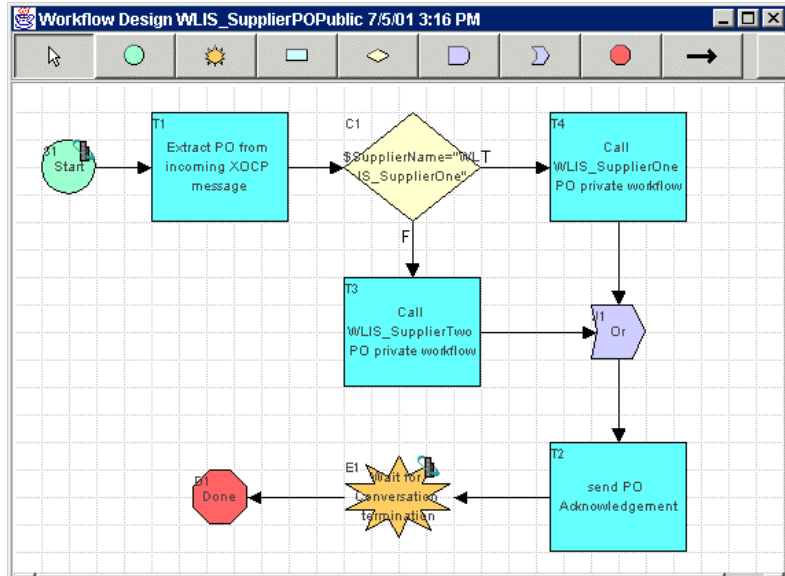 Workflow Design WLIS_SupplierPOPublic 7/5/01 3:16 PM
S1
Start
T1
Extract PO from
incoming XOCP
message
C1
$SupplierName="WL
IS_SupplierOne"
T
F
T4
Call
WLIS_SupplierOne
PO private workflow
T3
Call
WLIS_SupplierTwo
PO private workflow
J1
Or
T2
send PO
Acknowledgement
E1
Wait for
Conversation
termination
D1
Done